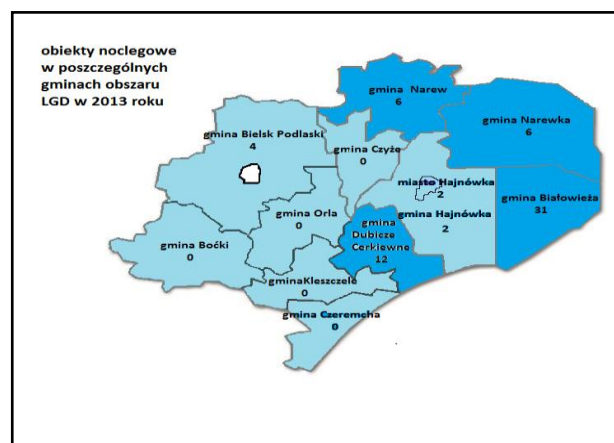 obiekty noclegowe
w poszczególnych
gminach obszaru
LGD w 2013 roku
gmina Narew
6
gmina Narewka
6
gmina Bielsk Podlaski
4
gmina Czyże
0
miasto Hajnówka
2
gmina Białowieża
31
gmina Orla
0
gmina Hajnówka
2
gmina
Dubicze
Cerkiewne
12
gmina Boćki
0
gminaKleszczele
0
gmina Czeremcha
0